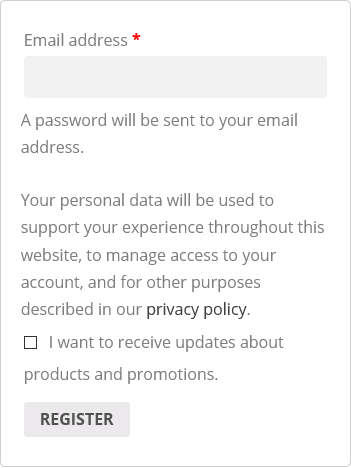 Email address *
A password will be sent to your email
address.
Your personal data will be used to
support your experience throughout this
website, to manage access to your
account, and for other purposes
described in our privacy policy.
I want to receive updates about
products and promotions.
REGISTER